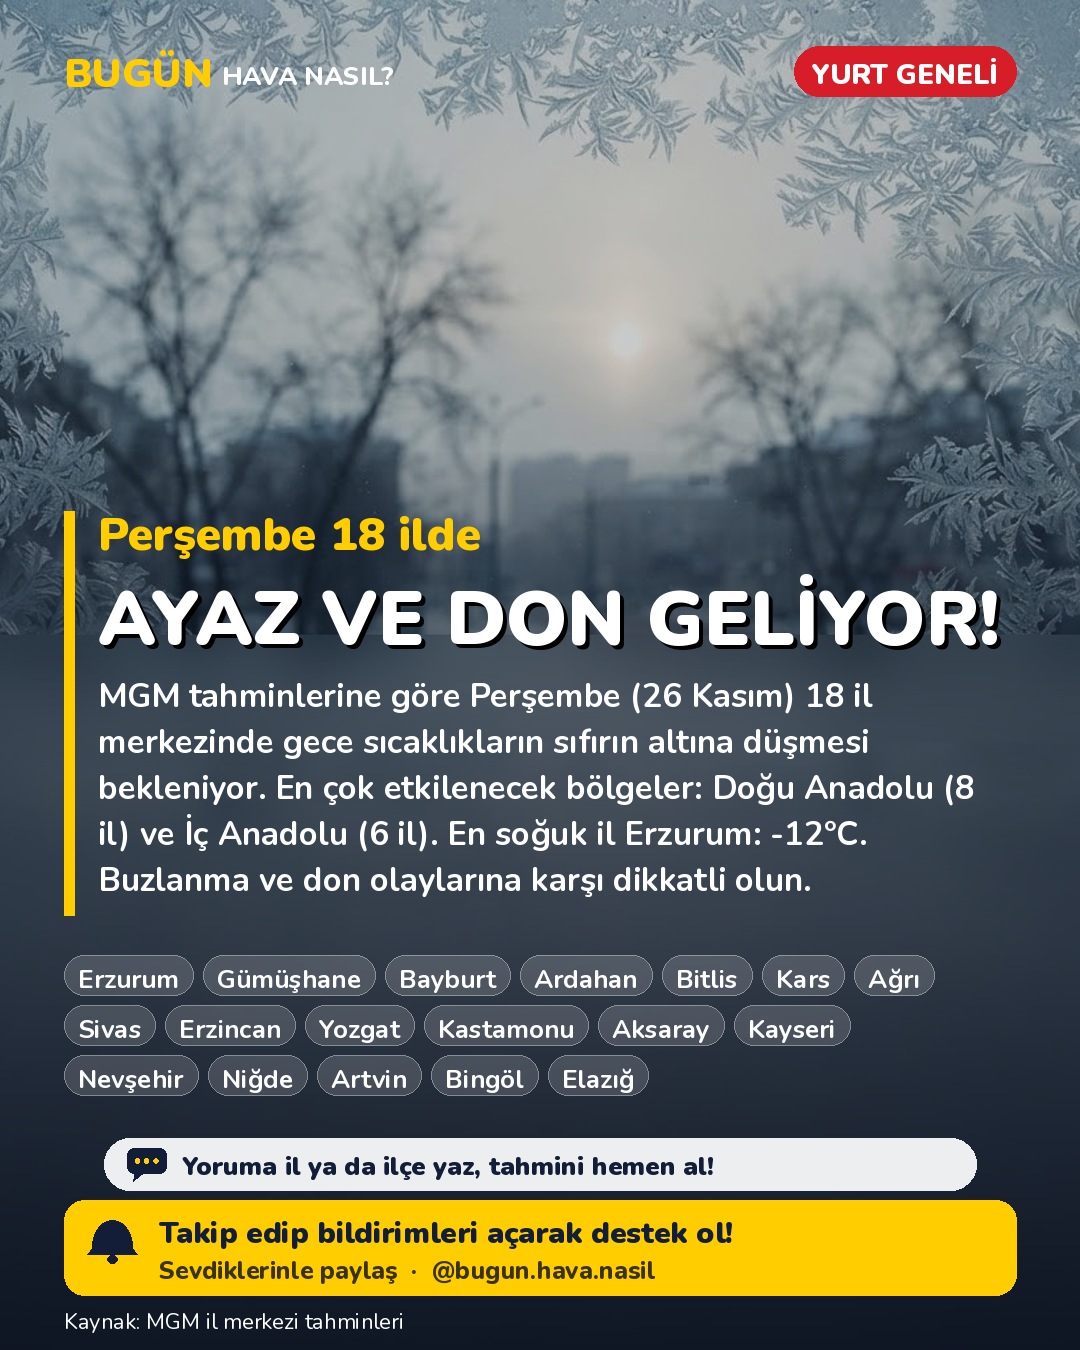 BUGÜN HAVA NASIL?
YURT GENELİ
Perşembe 18 ilde
AYAZ VE DON GELİYOR!
MGM tahminlerine göre Perşembe (26 Kasım) 18 il
merkezinde gece sıcaklıkların sıfırın altına düşmesi
bekleniyor. En çok etkilenecek bölgeler: Doğu Anadolu (8
il) ve İç Anadolu (6 il). En soğuk il Erzurum: -12°C.
Buzlanma ve don olaylarına karşı dikkatli olun.
Erzurum Gümüşhane Bayburt Ardahan Bitlis Kars Ağrı
Sivas Erzincan Yozgat Kastamonu Aksaray Kayseri
Nevşehir Niğde Artvin Bingöl Elazığ
Yoruma il ya da ilçe yaz, tahmini hemen al!
Takip edip bildirimleri açarak destek ol!
Sevdiklerinle paylaş · @bugun.hava.nasil
Kaynak: MGM il merkezi tahminleri